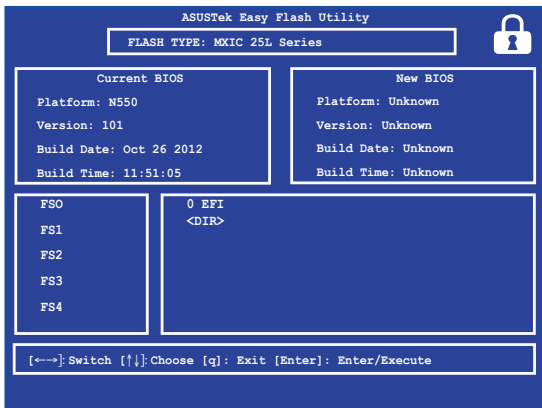 ASUSTek Easy Flash Utility
FLASH TYPE: MXIC 25L Series
Current BIOS
Platform: N550
Version: 101
Build Date: Oct 26 2012
Build Time: 11:51:05
New BIOS
Platform: Unknown
Version: Unknown
Build Date: Unknown
Build Time: Unknown
FSO
FS1
FS2
FS3
FS4
0 EFI
<DIR>
[←→]: Switch [↑↓]: Choose [q]: Exit [Enter]: Enter/Execute